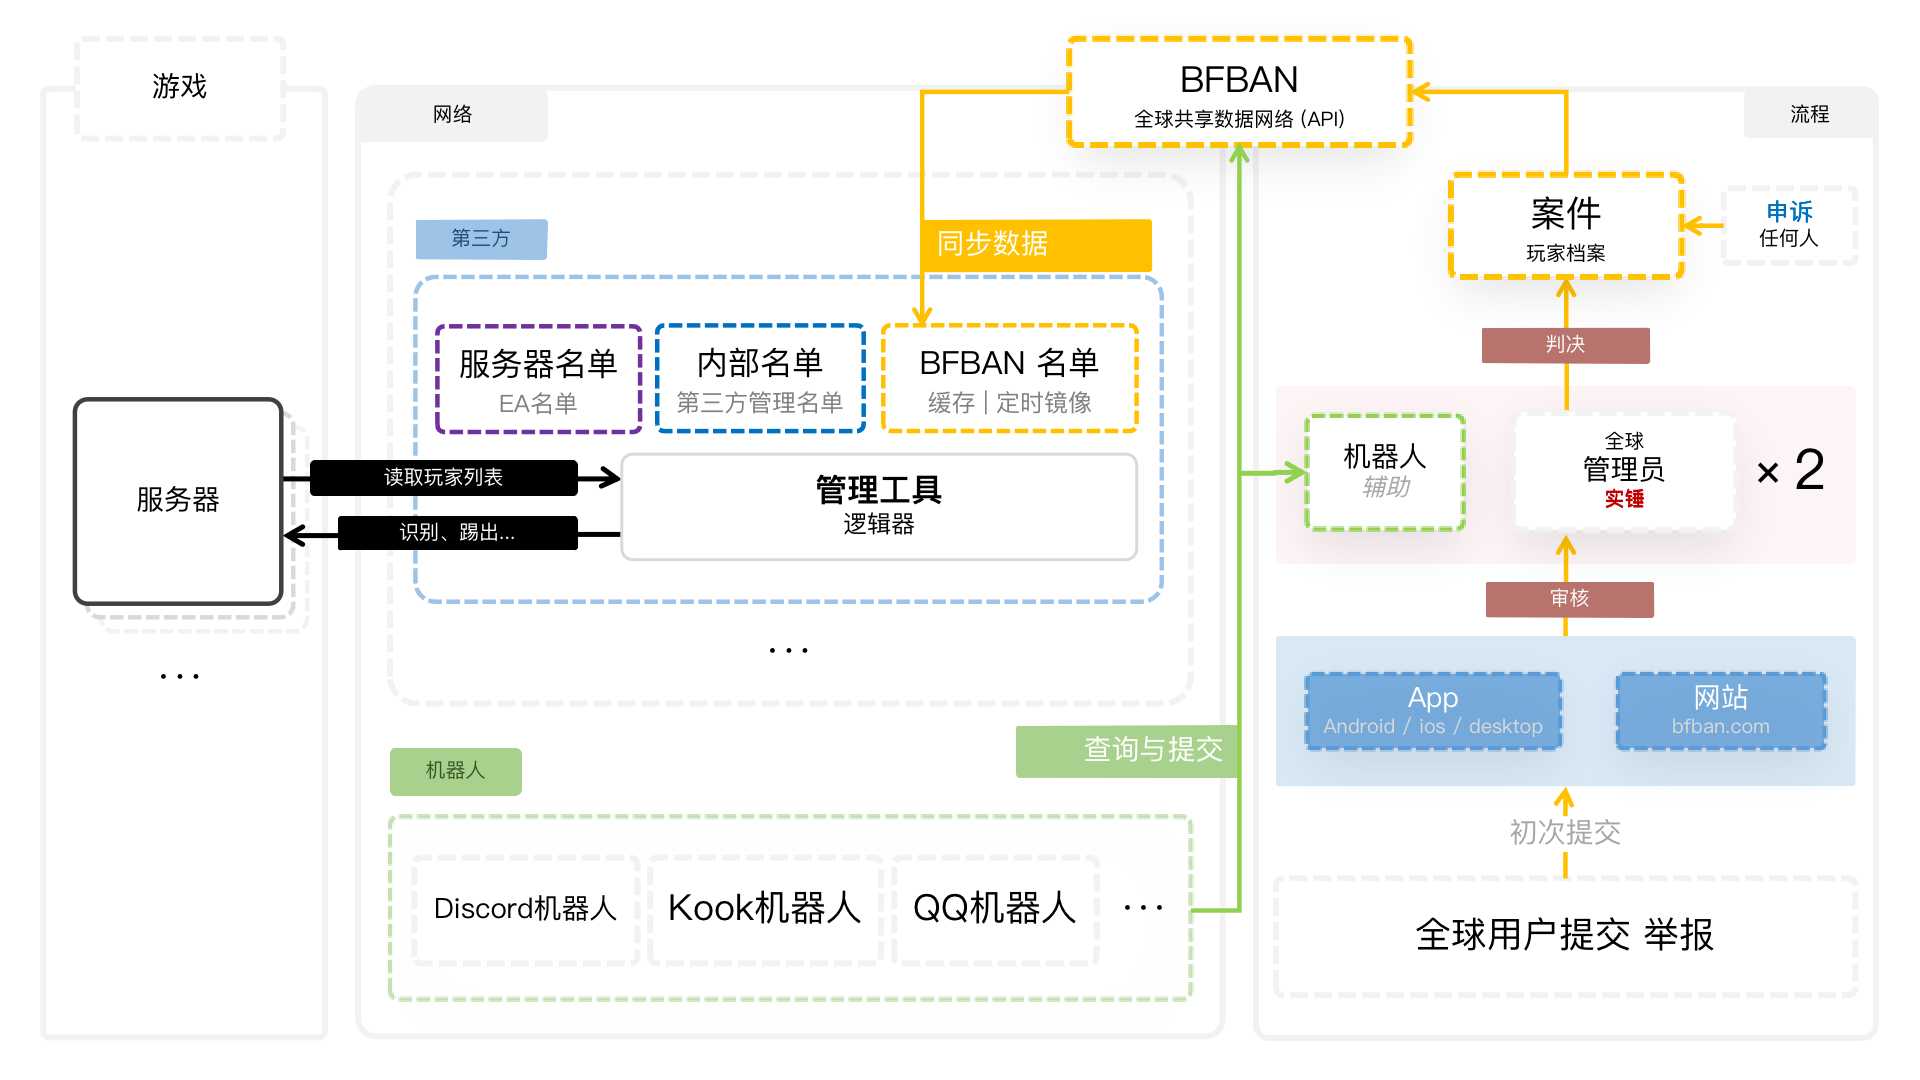 游戏
服务器
...
网络
第三方
同步数据
服务器名单
EA名单
内部名单
第三方管理名单
BFBAN 名单
缓存 | 定时镜像
读取玩家列表
识别、踢出...
管理工具
逻辑器
...
机器人
查询与提交
Discord机器人
Kook机器人
QQ机器人
...
BFBAN
全球共享数据网络 (API)
流程
案件
玩家档案
申诉
任何人
判决
机器人
辅助
全球
管理员
实锤
× 2
审核
App
Android / ios / desktop
网站
bfban.com
初次提交
全球用户提交 举报